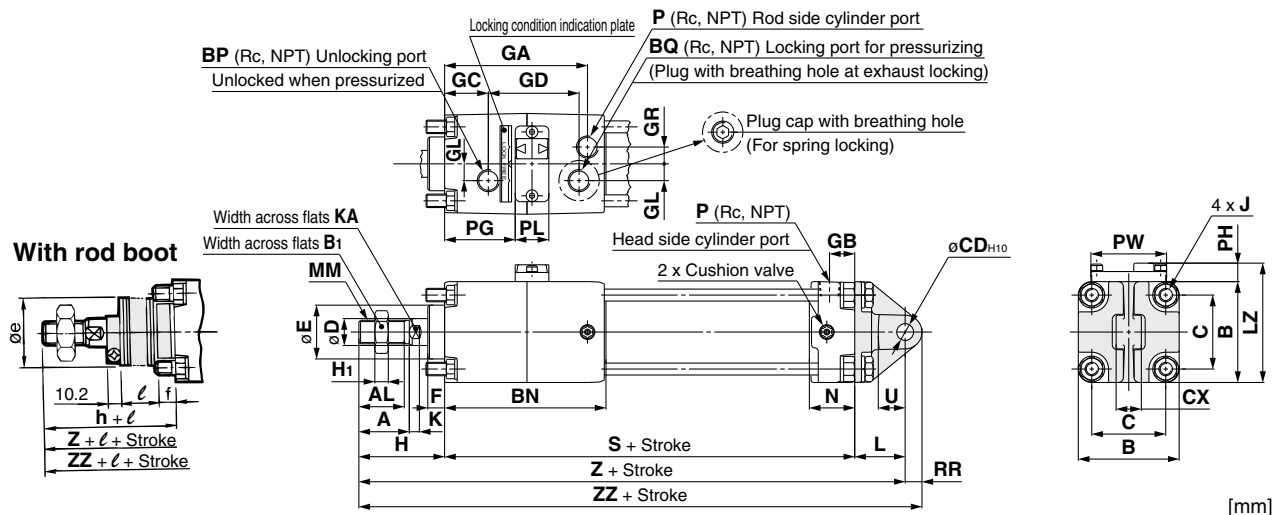 Locking condition indication plate
P (Rc, NPT) Rod side cylinder port
BP (Rc, NPT) Unlocking port
GA
BQ (Rc, NPT) Locking port for pressurizing
Unlocked when pressurized
GC
GD
(Plug with breathing hole at exhaust locking)
GR
Plug cap with breathing hole
(For spring locking)
GL
GL
PG
PL
Width across flats KA
P (Rc, NPT)
4 x J
With rod boot
Width across flats B1
Head side cylinder port
GB
øCDH10
PW
PH
MM
2 x Cushion valve
øe
øE
øD
C
B
LZ
H1
10.2
ℓ
f
AL
F
BN
N
U
CX
h + ℓ
A
K
C
Z + ℓ + Stroke
H
S + Stroke
L
B
ZZ + ℓ + Stroke
Z + Stroke
RR
ZZ + Stroke
[mm]